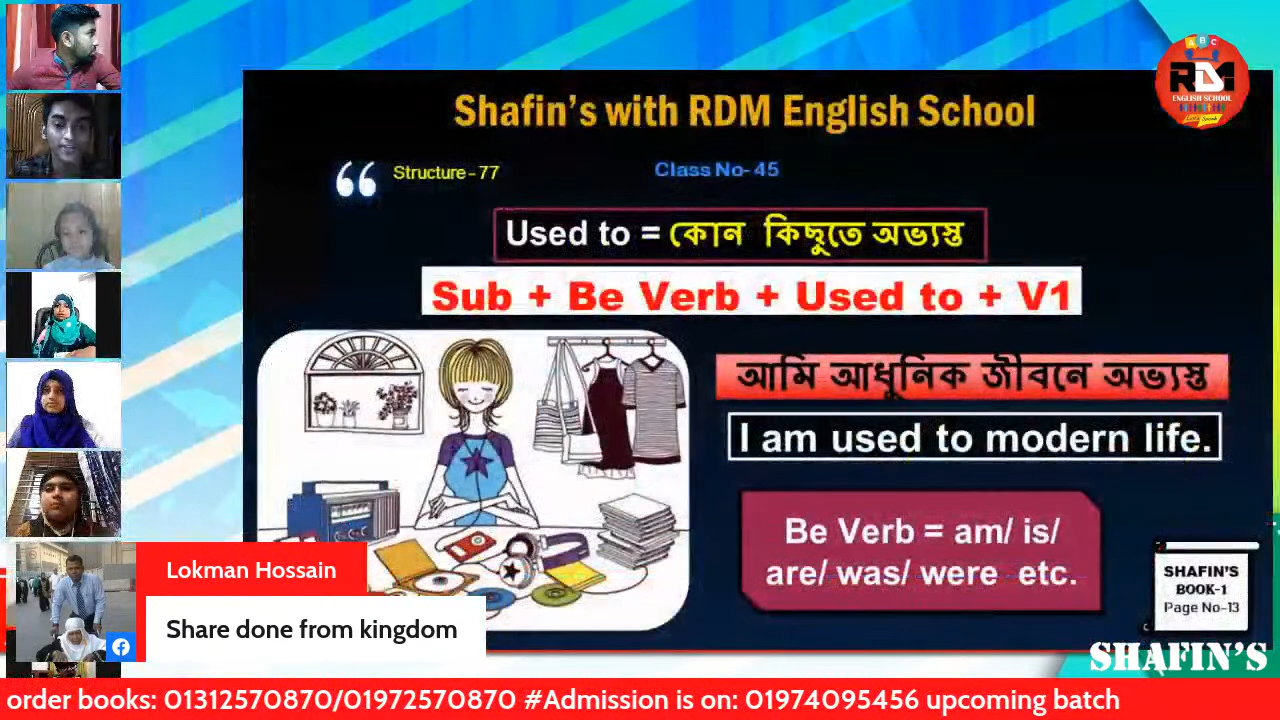 Shafin's with RDM English School
Structure - 77
Class No- 45
Used to = কোন কিছুতে অভ্যস্ত
Sub + Be Verb + Used to + V1
আমি আধুনিক জীবনে অভ্যস্ত
I am used to modern life.
Be Verb = am/ is/
are/ was/ were etc.
SHAFIN'S
BOOK-1
Page No-13
SHAFIN'S
A B C
RDM
ENGLISH SCHOOL
Lokman Hossain
Share done from kingdom
order books: 01312570870/01972570870 #Admission is on: 01974095456 upcoming batch